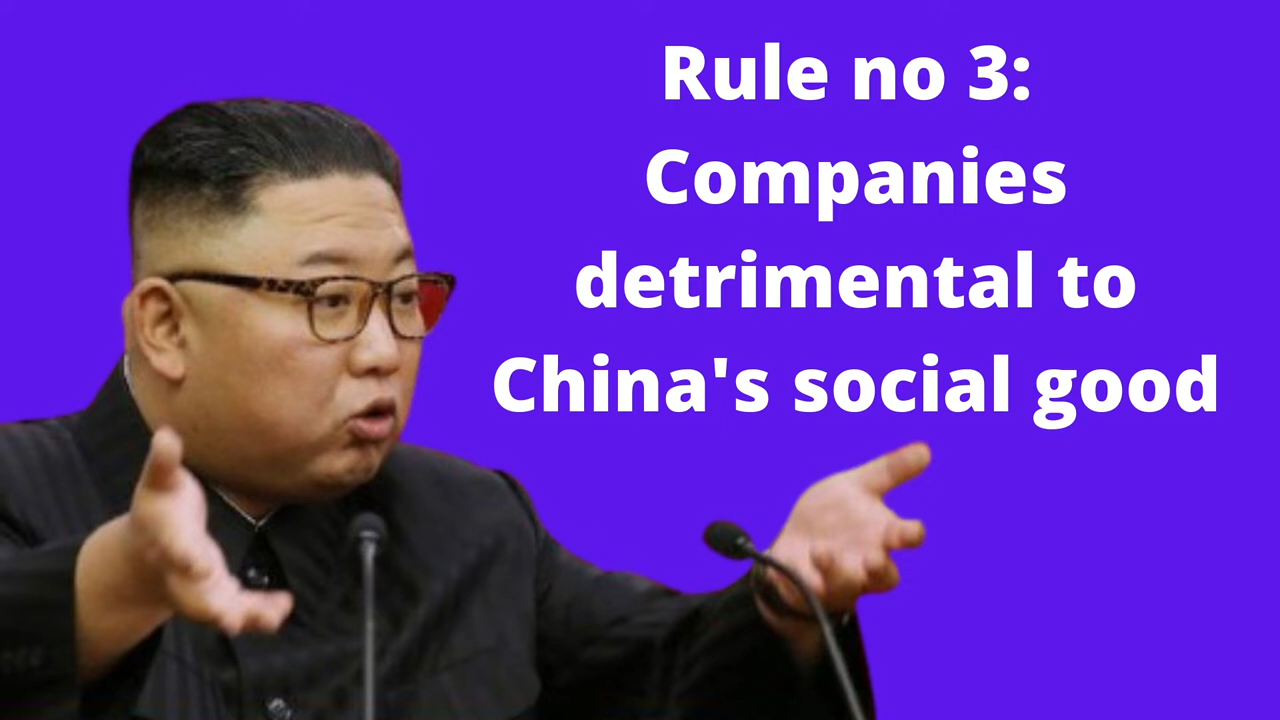 Rule no 3:
Companies
detrimental to
China's social good